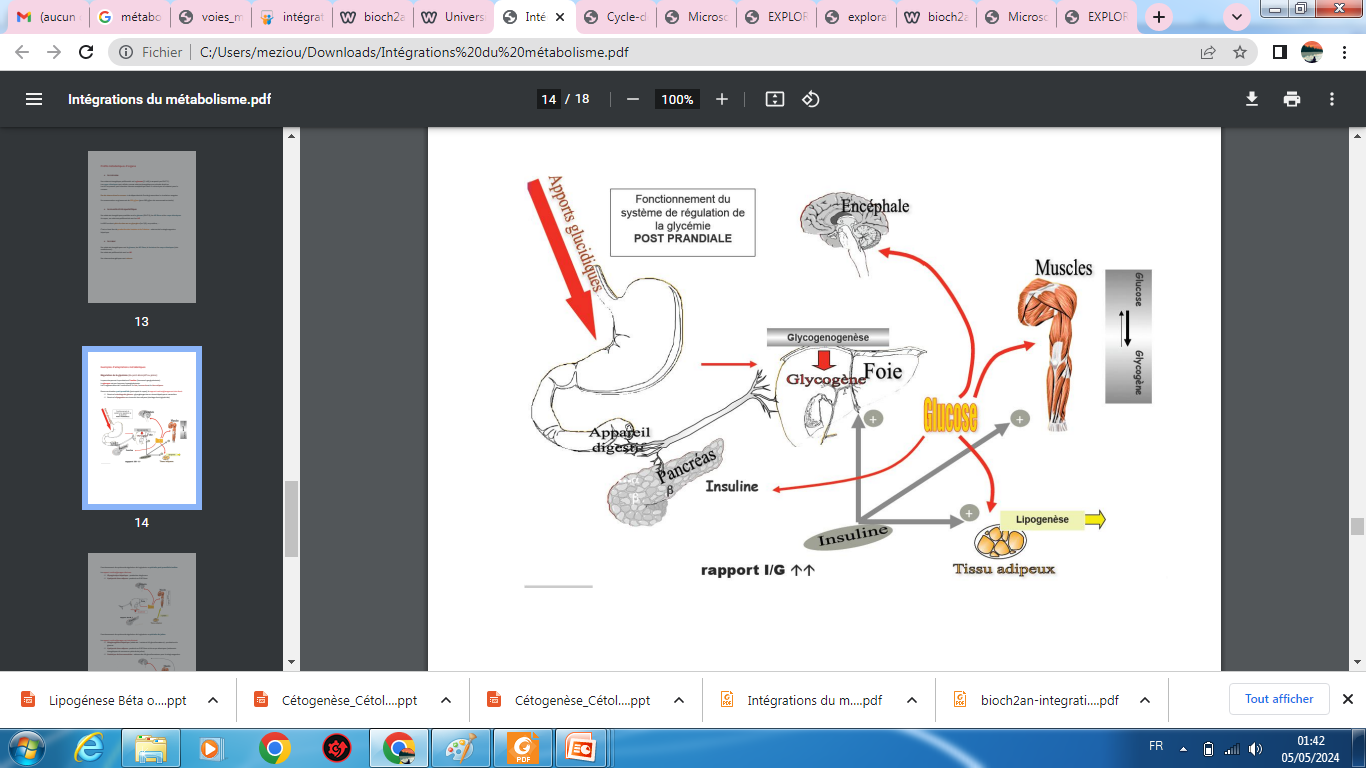 (aucun
métabo
voies_m
intégrat
bioch2a
Univers
Inté
Cycle-d
Microso
EXPLOR
explora
bioch2a
Microso
EXPLOR
Fichier
C:/Users/meziou/Downloads/Intégrations%20du%20métabolisme.pdf
Intégrations du métabolisme.pdf
14 / 18
100%
13
14
Apports glucidiques
Fonctionnement du
système de régulation de
la glycémie
POST PRANDIALE
Encéphale
Muscles
Glucose
Glycogène
Glycogenogenèse
Glycogène
Foie
Glucose
+
+
Appareil
digestif
Pancréas
β
β
Insuline
+
Lipogenèse
Insuline
Tissu adipeux
rapport I/G ↑↑
Lipogénese Béta o....ppt
Cétogenèse_Cétol....ppt
Cétogenèse_Cétol....ppt
Intégrations du m....pdf
bioch2an-integrati....pdf
Tout afficher
PDF
FR
01:42
05/05/2024